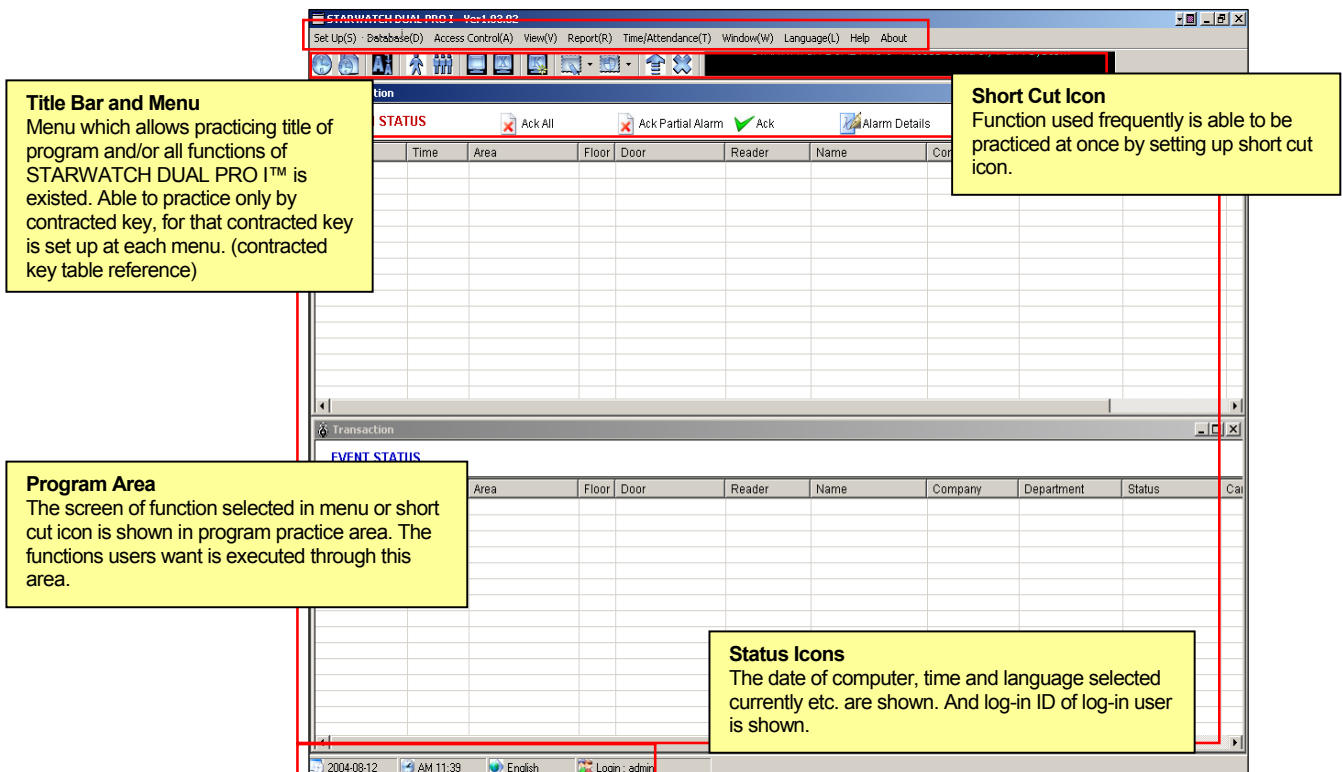 STARWATCH DUAL PRO I Ver1.03.02
Set Up(S) Database(D) Access Control(A) View(V) Report(R) Time/Attendance(T) Window(W) Language(L) Help About
Title Bar and Menu
Menu which allows practicing title of
program and/or all functions of
STARWATCH DUAL PRO I™ is
existed. Able to practice only by
contracted key, for that contracted key
is set up at each menu. (contracted
key table reference)
Short Cut Icon
Function used frequently is able to be
practiced at once by setting up short cut
icon.
STATUS Ack All Ack Partial Alarm Ack Alarm Details
Time Area Floor Door Reader Name
Transaction
EVENT STATUS
Area Floor Door Reader Name Company Department Status
Program Area
The screen of function selected in menu or short
cut icon is shown in program practice area. The
functions users want is executed through this
area.
Status Icons
The date of computer, time and language selected
currently etc. are shown. And log-in ID of log-in user
is shown.
2004-08-12 AM 11:39 English Login : admin